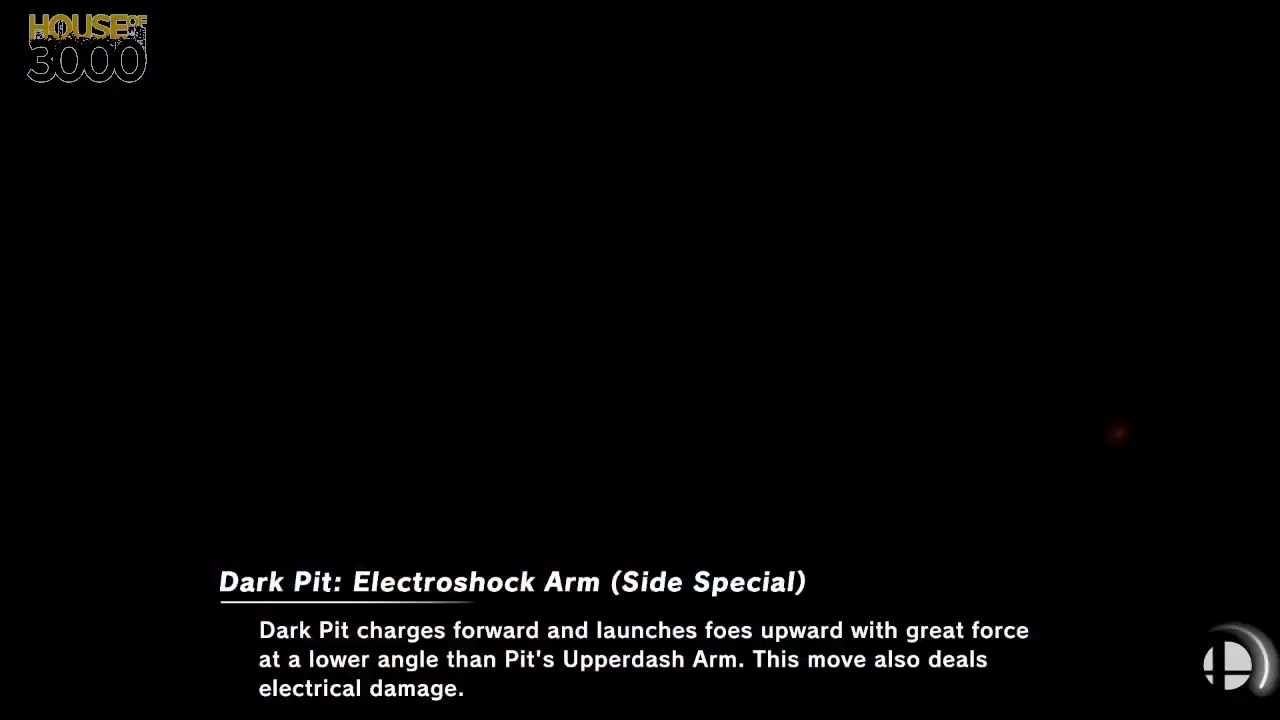 HOUSE OF
3000
Dark Pit: Electroshock Arm (Side Special)
Dark Pit charges forward and launches foes upward with great force
at a lower angle than Pit's Upperdash Arm. This move also deals
electrical damage.